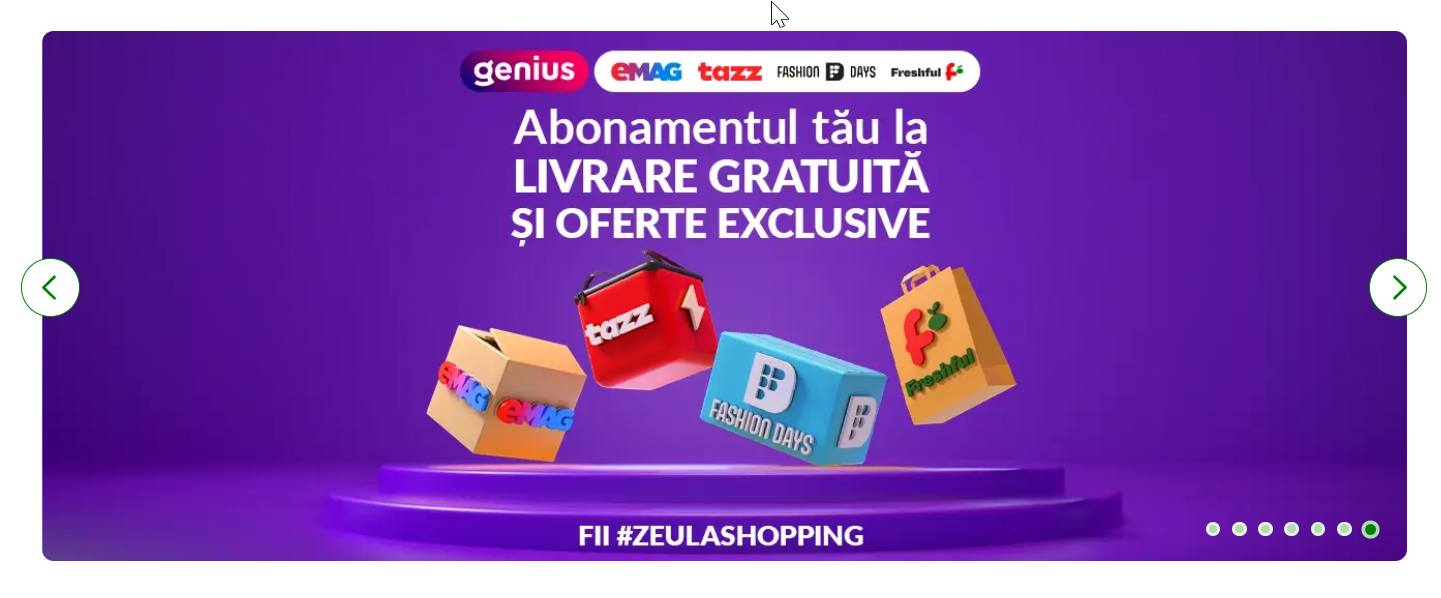 genius eMAG tazz FASHION DAYS Freshful
Abonamentul tău la
LIVRARE GRATUITĂ
ȘI OFERTE EXCLUSIVE
tazz
eMAG eMAG
FASHION DAYS
Freshful
FII #ZEULASHOPPING